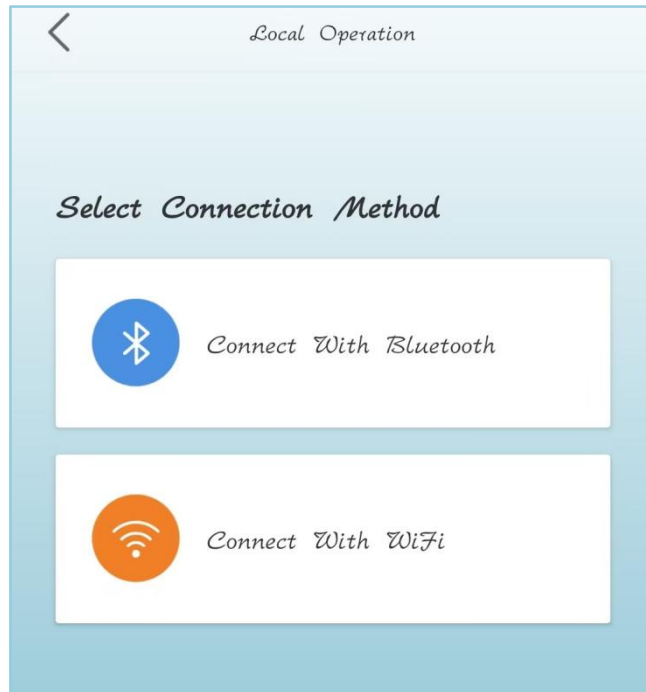 Local Operation
Select Connection Method
Connect With Bluetooth
Connect With WiFi